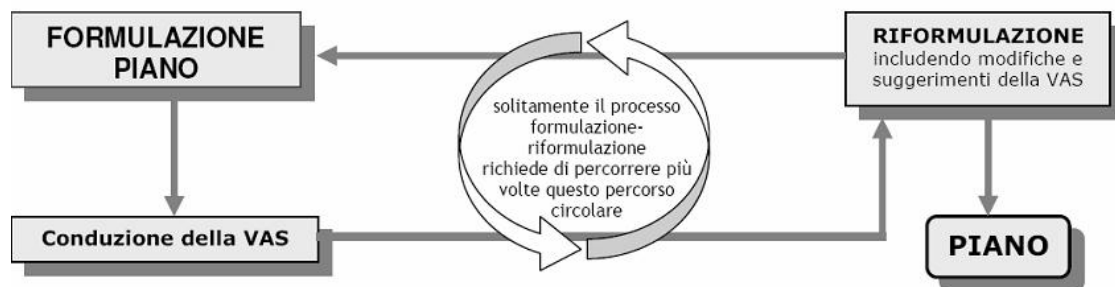 FORMULAZIONE
PIANO
RIFORMULAZIONE
includendo modifiche e
suggerimenti della VAS
solitamente il processo
formulazione-
riformulazione
richiede di percorrere più
volte questo percorso
circolare
Conduzione della VAS
PIANO